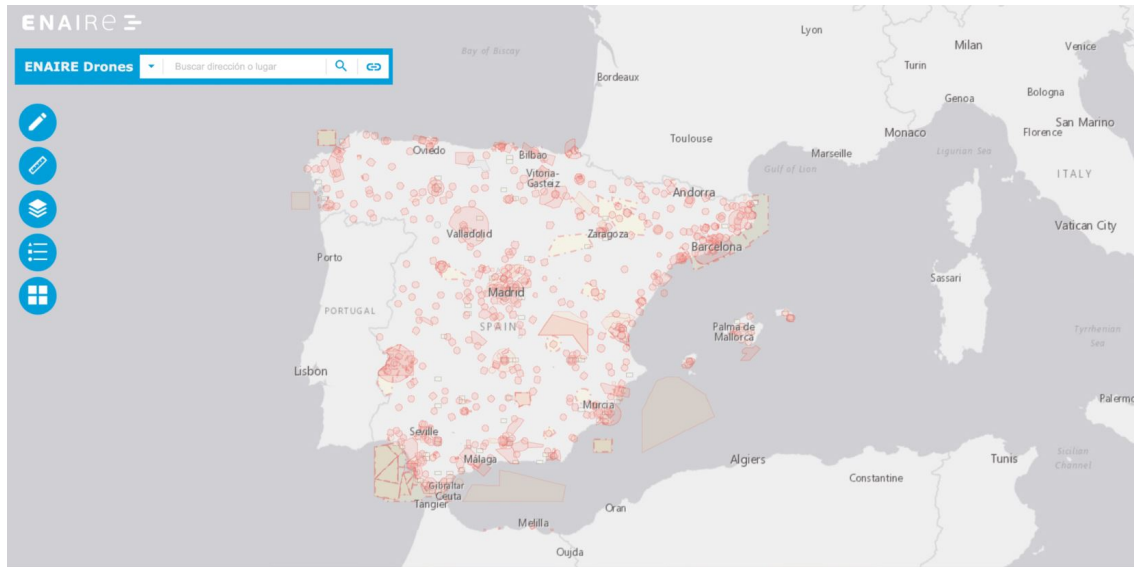 ENAIRe
ENAIRE Drones
Buscar dirección o lugar
Lyon
Milan
Venice
Bay of Biscay
Turin
Bordeaux
Genoa
Bologna
San Marino
Monaco
Florence
Toulouse
Oviedo
Bilbao
Marseille
Ligurian Sea
Gulf of Lion
Vitoria-
Gasteiz
ITALY
Andorra
Valladolid
Zaragoza
Vatican City
Barcelona
Porto
Sassari
Madrid
PORTUGAL
SPAIN
Palma de
Mallorca
Tyrrhenian
Sea
Lisbon
Palermo
Murcia
Seville
Málaga
Algiers
Tunis
Sicilian
Channel
Constantine
Gibraltar
Ceuta
Tangier
Oran
Melilla
Oujda